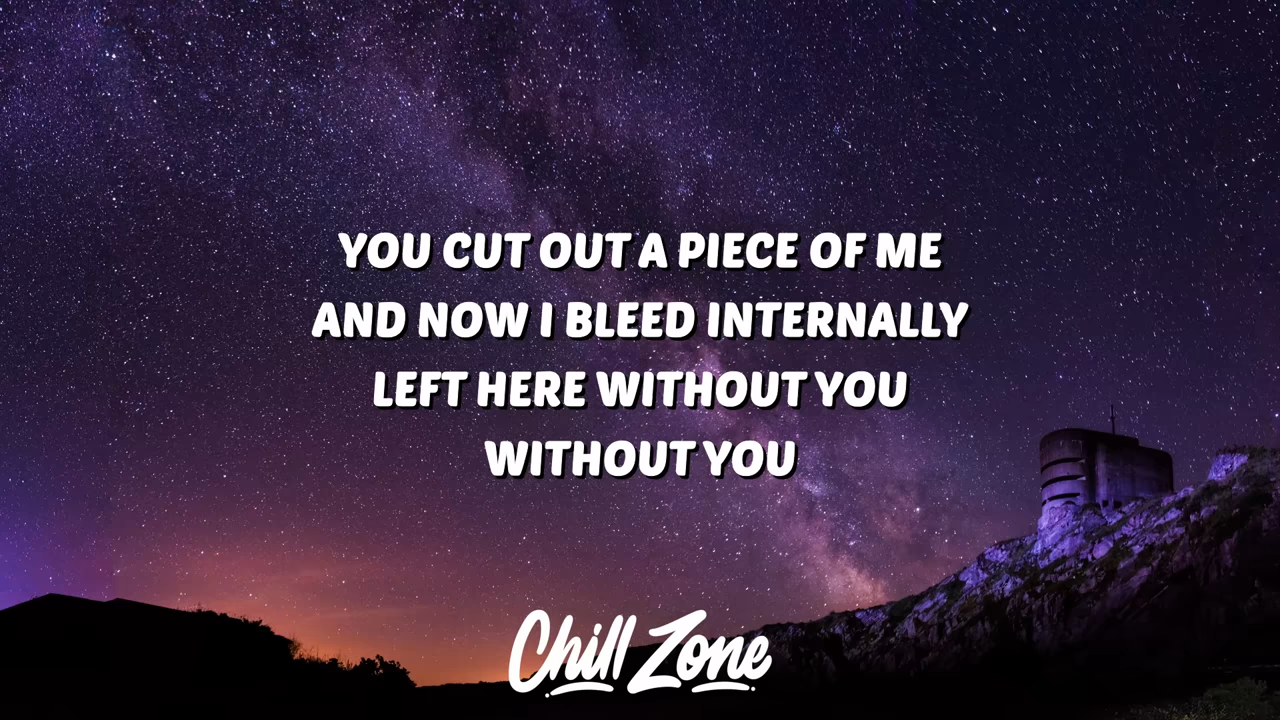 YOU CUT OUT A PIECE OF ME
AND NOW I BLEED INTERNALLY
LEFT HERE WITHOUT YOU
WITHOUT YOU
Chill Zone